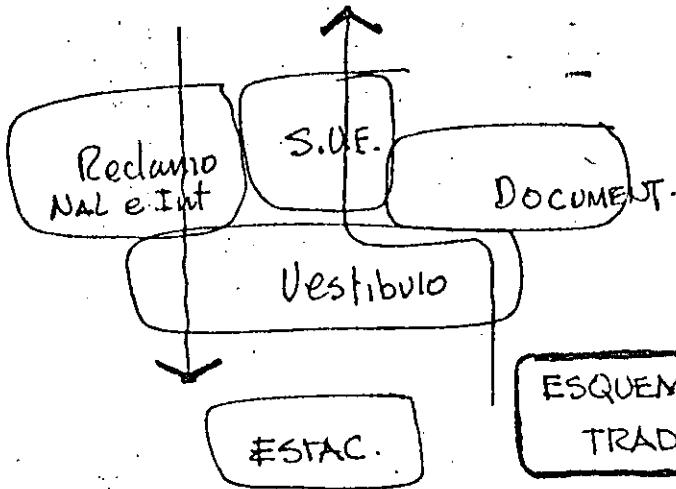 Reclamo
NAL e Int
S.U.E.
DOCUMENT.
Vestibulo
ESTAC.
ESQUEM
TRAD